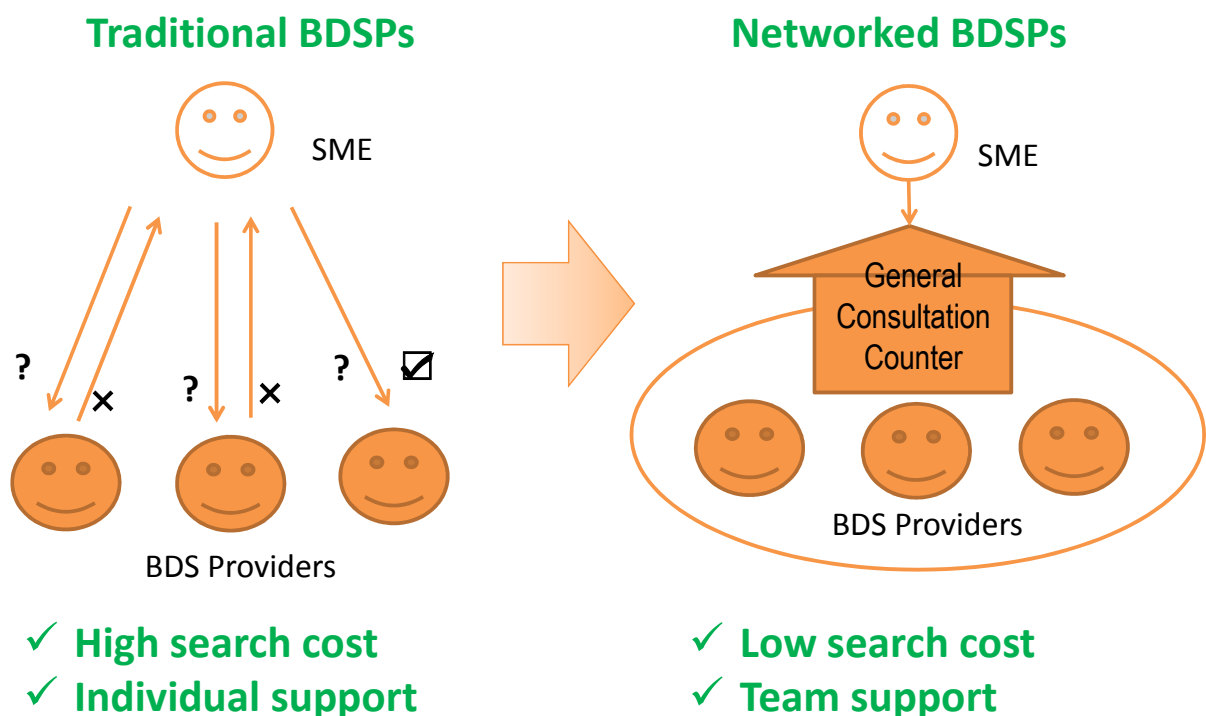 Traditional BDSPs
SME
?
×
?
×
?
☑
BDS Providers
✓ High search cost
✓ Individual support
Networked BDSPs
SME
General
Consultation
Counter
BDS Providers
✓ Low search cost
✓ Team support